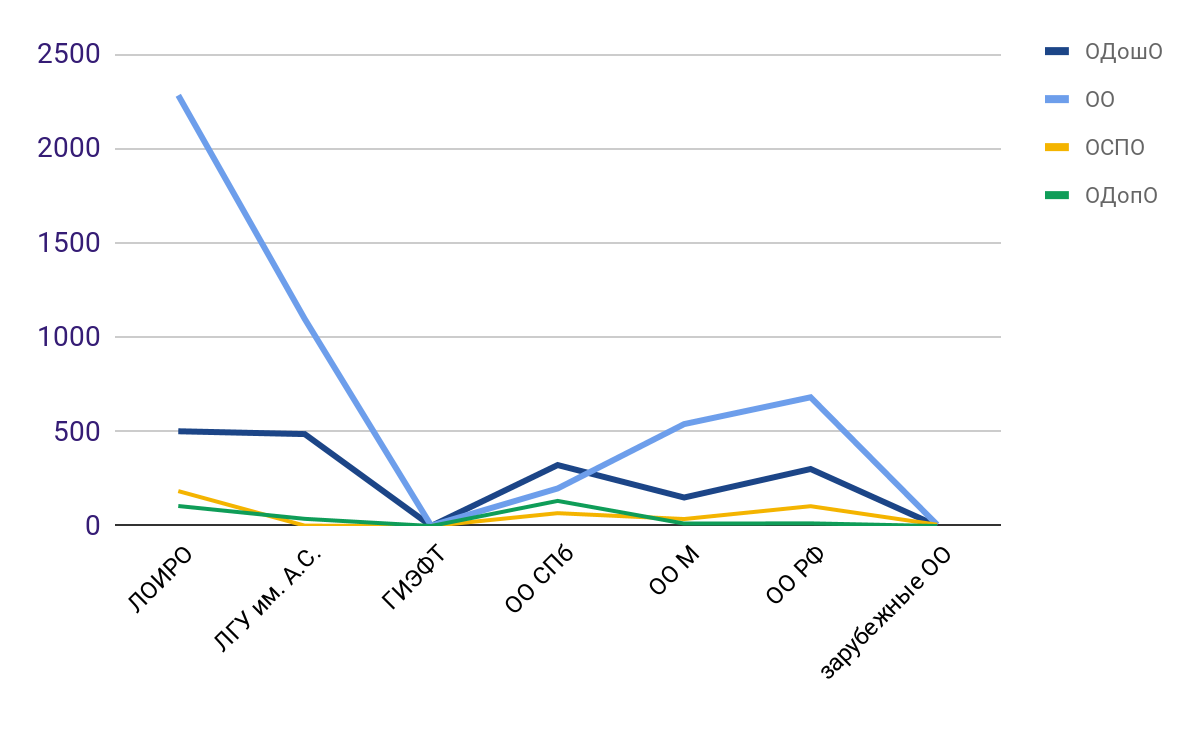 2500
2000
1500
1000
500
0
ЛОИРО
ЛГУ им. А.С.
ГИЭФТ
ОО СПб
ОО М
ОО РФ
зарубежные ОО
ОДошО
ОО
ОСПО
ОДопО